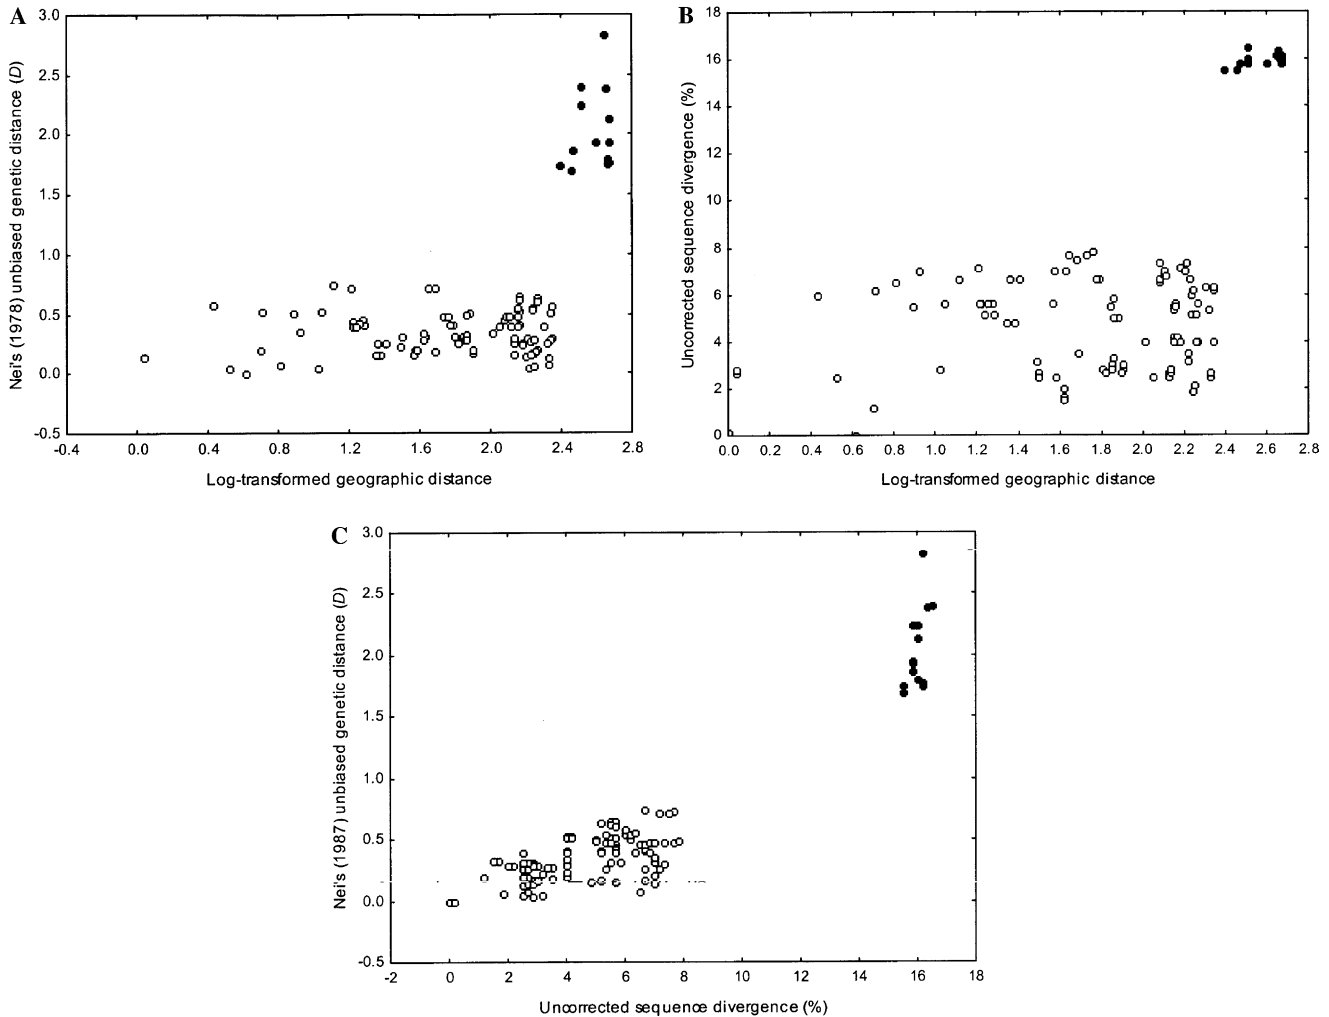 A
3.0
2.5
2.0
1.5
1.0
0.5
0.0
-0.5
Nei's (1978) unbiased genetic distance (D)
-0.4 0.0 0.4 0.8 1.2 1.6 2.0 2.4 2.8
Log-transformed geographic distance
B
18
16
14
12
10
8
6
4
2
0
Uncorrected sequence divergence (%)
0.0 0.2 0.4 0.6 0.8 1.0 1.2 1.4 1.6 1.8 2.0 2.2 2.4 2.6 2.8
Log-transformed geographic distance
C
3.0
2.5
2.0
1.5
1.0
0.5
0.0
-0.5
Nei's (1987) unbiased genetic distance (D)
-2 0 2 4 6 8 10 12 14 16 18
Uncorrected sequence divergence (%)